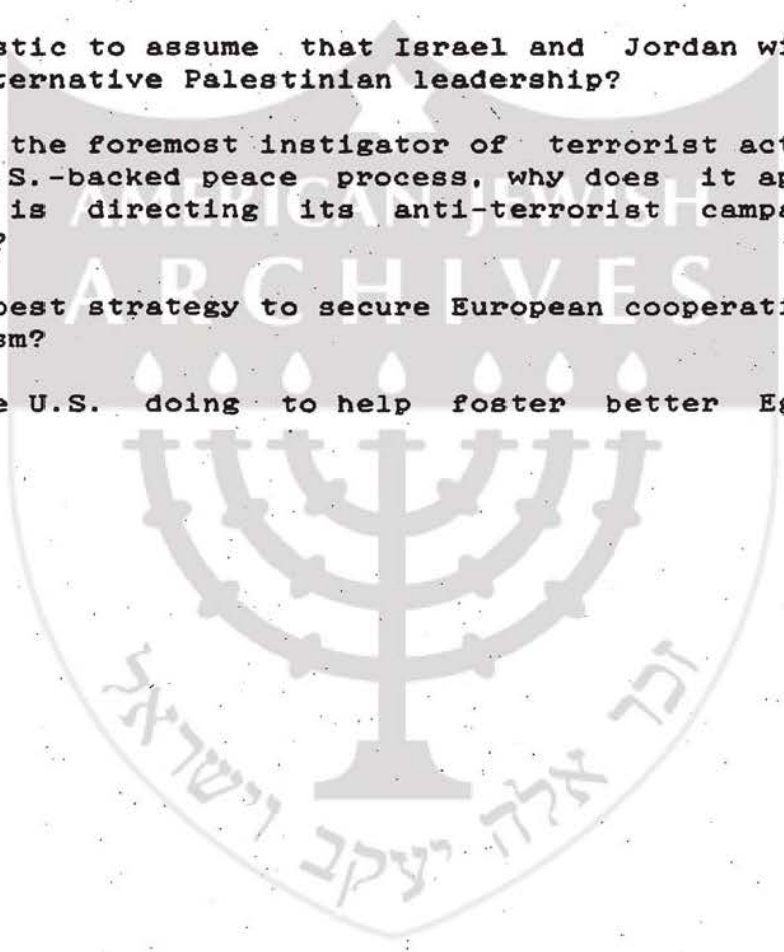 stic to assume that Israel and Jordan wi
ternative Palestinian leadership?
the foremost instigator of terrorist act
S.-backed peace process, why does it ap
is directing its anti-terrorist campa
?
best strategy to secure European cooperati
sm?
e U.S. doing to help foster better Eg
AMERICAN JEWISH
ARCHIVES
זכר אלה יעקב וישראל